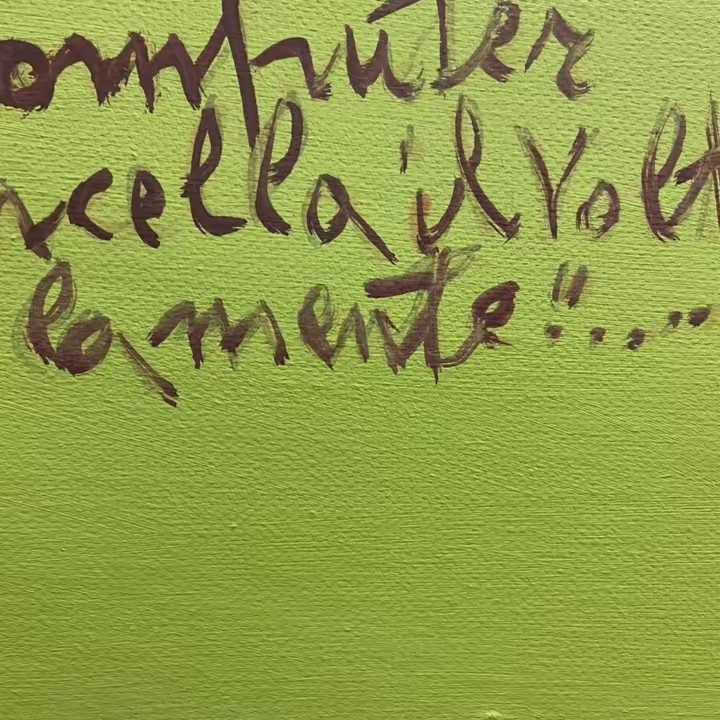 omputer
ncella il Volt
la mente"......